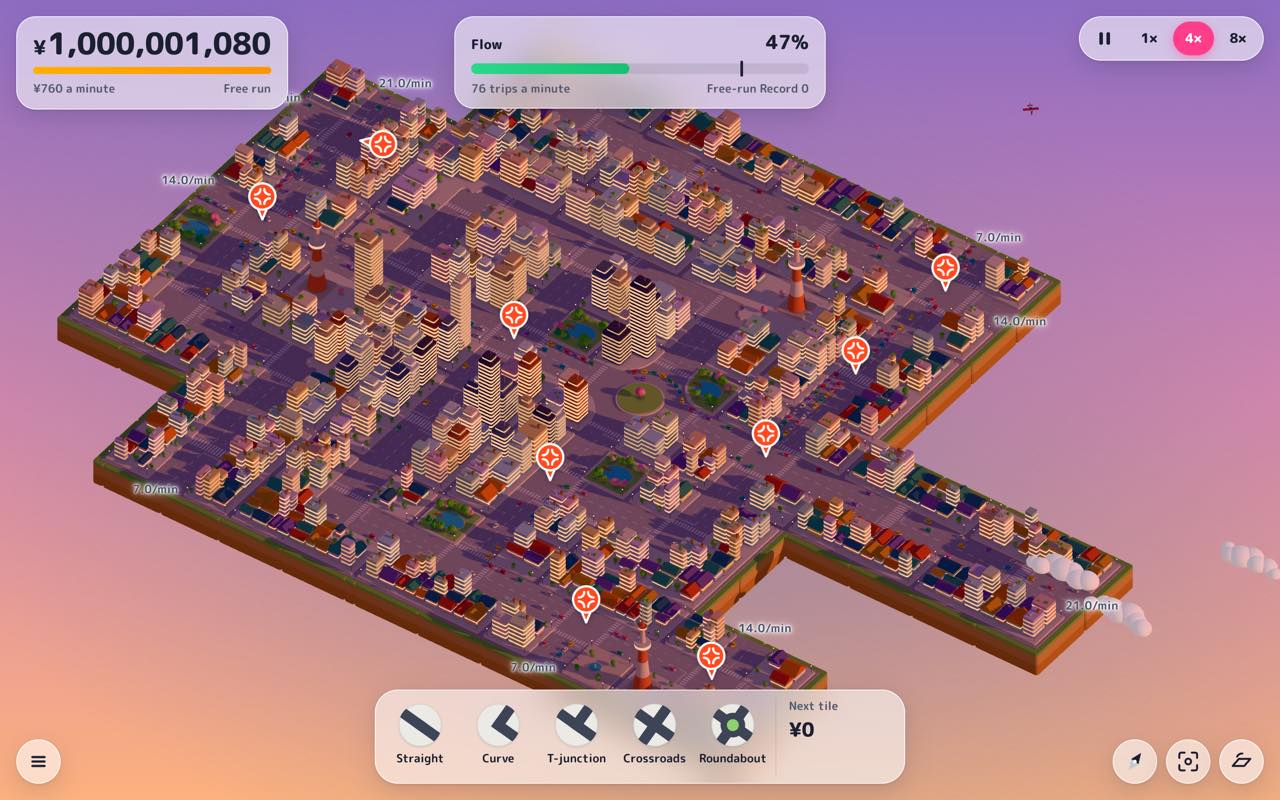 ¥1,000,001,080
¥760 a minute
Free run
Flow
47%
76 trips a minute
Free-run Record 0
1×
4×
8×
21.0/min
14.0/min
7.0/min
14.0/min
7.0/min
21.0/min
14.0/min
7.0/min
Straight
Curve
T-junction
Crossroads
Roundabout
Next tile
¥0